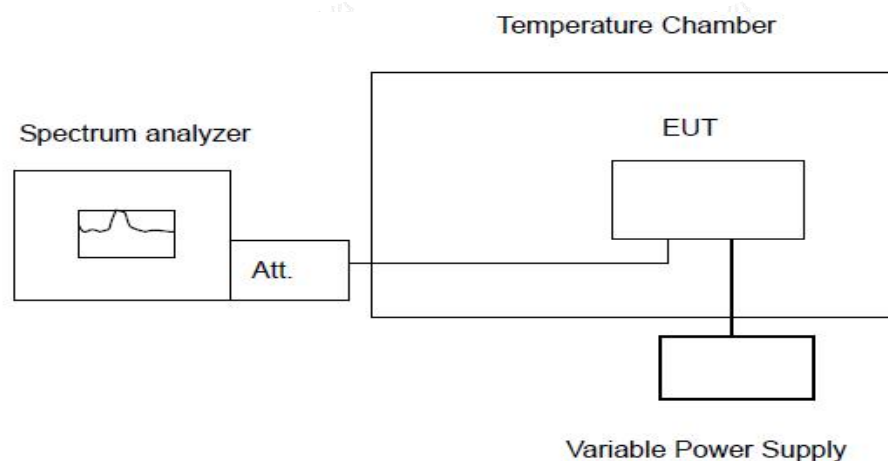 Temperature Chamber
Spectrum analyzer
EUT
Att.
Variable Power Supply